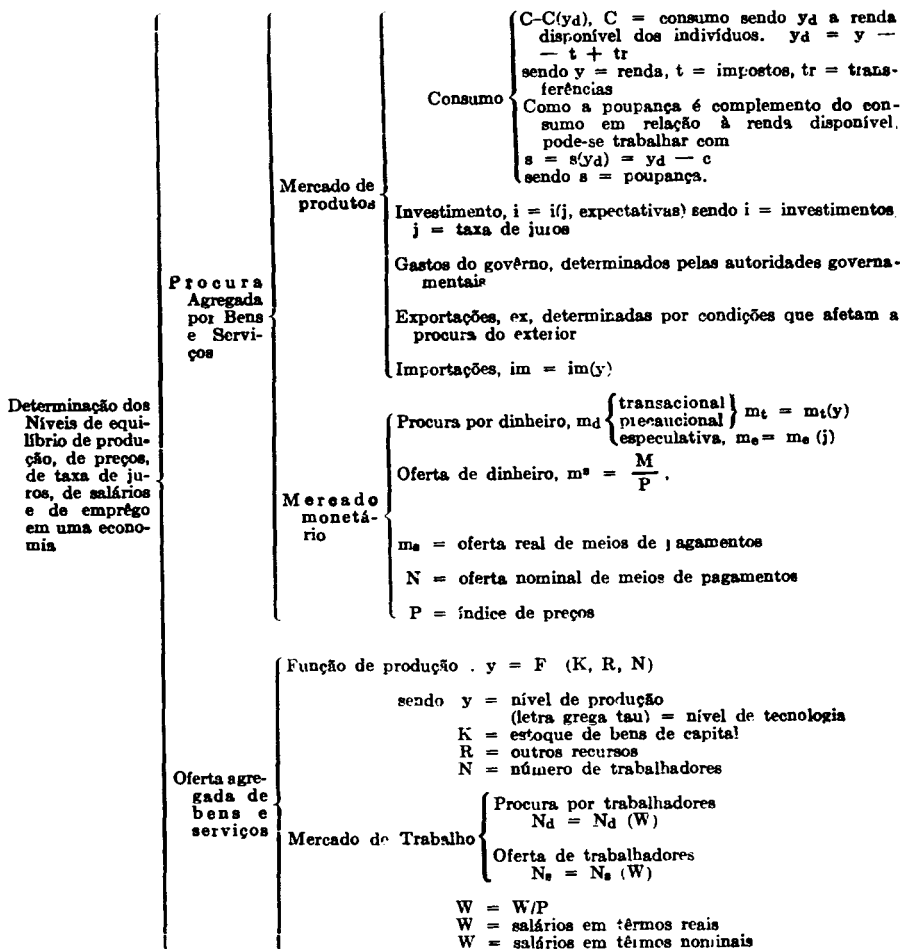 C-C(yd), C = consumo sendo yd a renda
disponível dos indivíduos. yd = y —
— t + tr
sendo y = renda, t = impostos, tr = trans-
ferências
Consumo
Como a poupança é complemento do con-
sumo em relação à renda disponível,
pode-se trabalhar com
s = s(yd) = yd — c
sendo s = poupança.
Mercado de
produtos
Investimento, i = i(j, expectativas) sendo i = investimentos,
j = taxa de juros
Gastos do govêrno, determinados pelas autoridades governa-
mentais
Procura
Agregada
por Bens
e Servi-
ços
Exportações, ex, determinadas por condições que afetam a
procura do exterior
Importações, im = im(y)
Determinação dos
Níveis de equi-
líbrio de produ-
ção, de preços,
de taxa de ju-
ros, de salários
e de emprêgo
em uma econo-
mia
Procura por dinheiro, md
transacional
precaucional
mt = mt(y)
especulativa, me = me (j)
Oferta de dinheiro, ms = M/P.
Mercado
monetá-
rio
ms = oferta real de meios de pagamentos
N = oferta nominal de meios de pagamentos
P = índice de preços
Função de produção . y = F (K, R, N)
sendo y = nível de produção
(letra grega tau) = nível de tecnologia
K = estoque de bens de capital
R = outros recursos
N = número de trabalhadores
Oferta agre-
gada de
bens e
serviços
Mercado de Trabalho
Procura por trabalhadores
Nd = Nd (W)
Oferta de trabalhadores
Ns = Ns (W)
W = W/P
W = salários em têrmos reais
W = salários em têrmos nominais